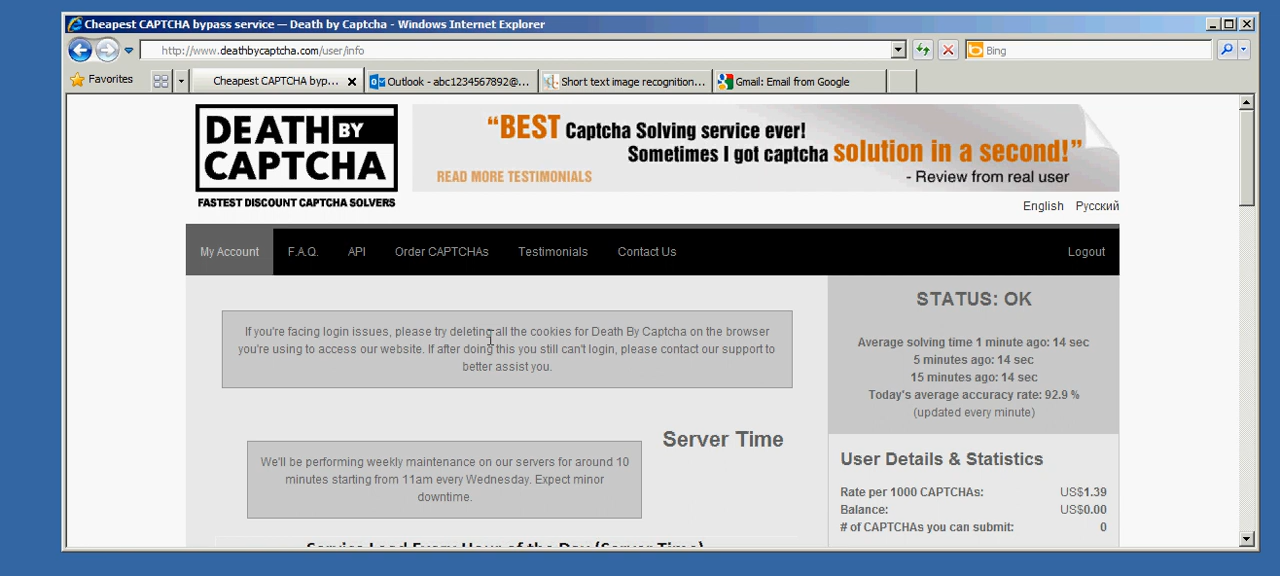 Cheapest CAPTCHA bypass service — Death by Captcha - Windows Internet Explorer
http://www.deathbycaptcha.com/user/info
Bing
Favorites
Cheapest CAPTCHA byp...
Outlook - abc1234567892@...
Short text image recognition...
Gmail: Email from Google
DEATH BY
CAPTCHA
FASTEST DISCOUNT CAPTCHA SOLVERS
“BEST Captcha Solving service ever!
Sometimes I got captcha solution in a second!”
READ MORE TESTIMONIALS
- Review from real user
English Русский
My Account F.A.Q. API Order CAPTCHAs Testimonials Contact Us Logout
If you're facing login issues, please try deleting all the cookies for Death By Captcha on the browser
you're using to access our website. If after doing this you still can't login, please contact our support to
better assist you.
Server Time
We'll be performing weekly maintenance on our servers for around 10
minutes starting from 11am every Wednesday. Expect minor
downtime.
Service Load Every Hour of the Day (Server Time)
STATUS: OK
Average solving time 1 minute ago: 14 sec
5 minutes ago: 14 sec
15 minutes ago: 14 sec
Today's average accuracy rate: 92.9 %
(updated every minute)
User Details & Statistics
Rate per 1000 CAPTCHAs: US$1.39
Balance: US$0.00
# of CAPTCHAs you can submit: 0